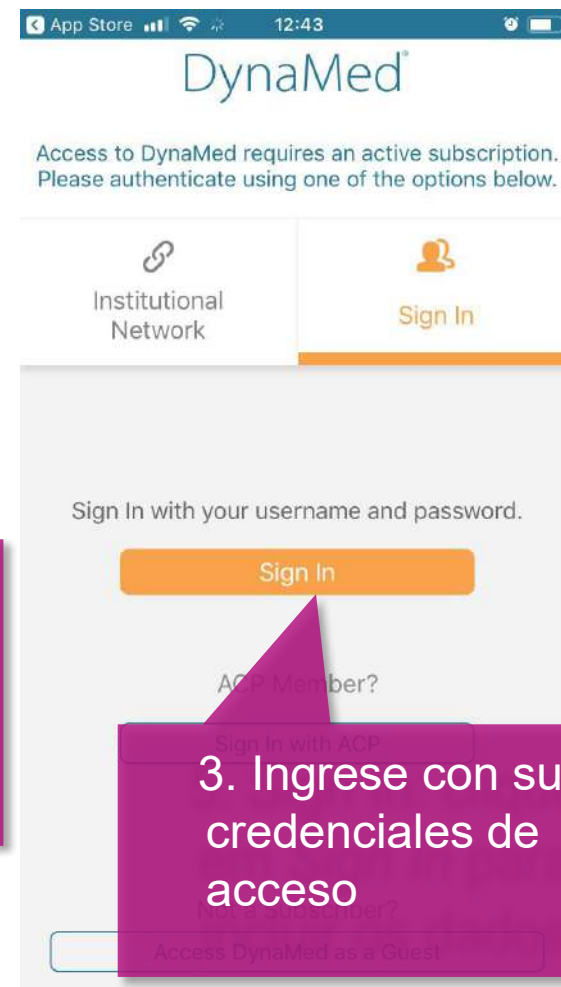 App Store 12:43
DynaMed
Access to DynaMed requires an active subscription.
Please authenticate using one of the options below.
Institutional
Network
Sign In
Sign In with your username and password.
Sign In
ACP Member?
Sign In with ACP
3. Ingrese con su
credenciales de
acceso
Not a Subscriber?
Access DynaMed as a Guest